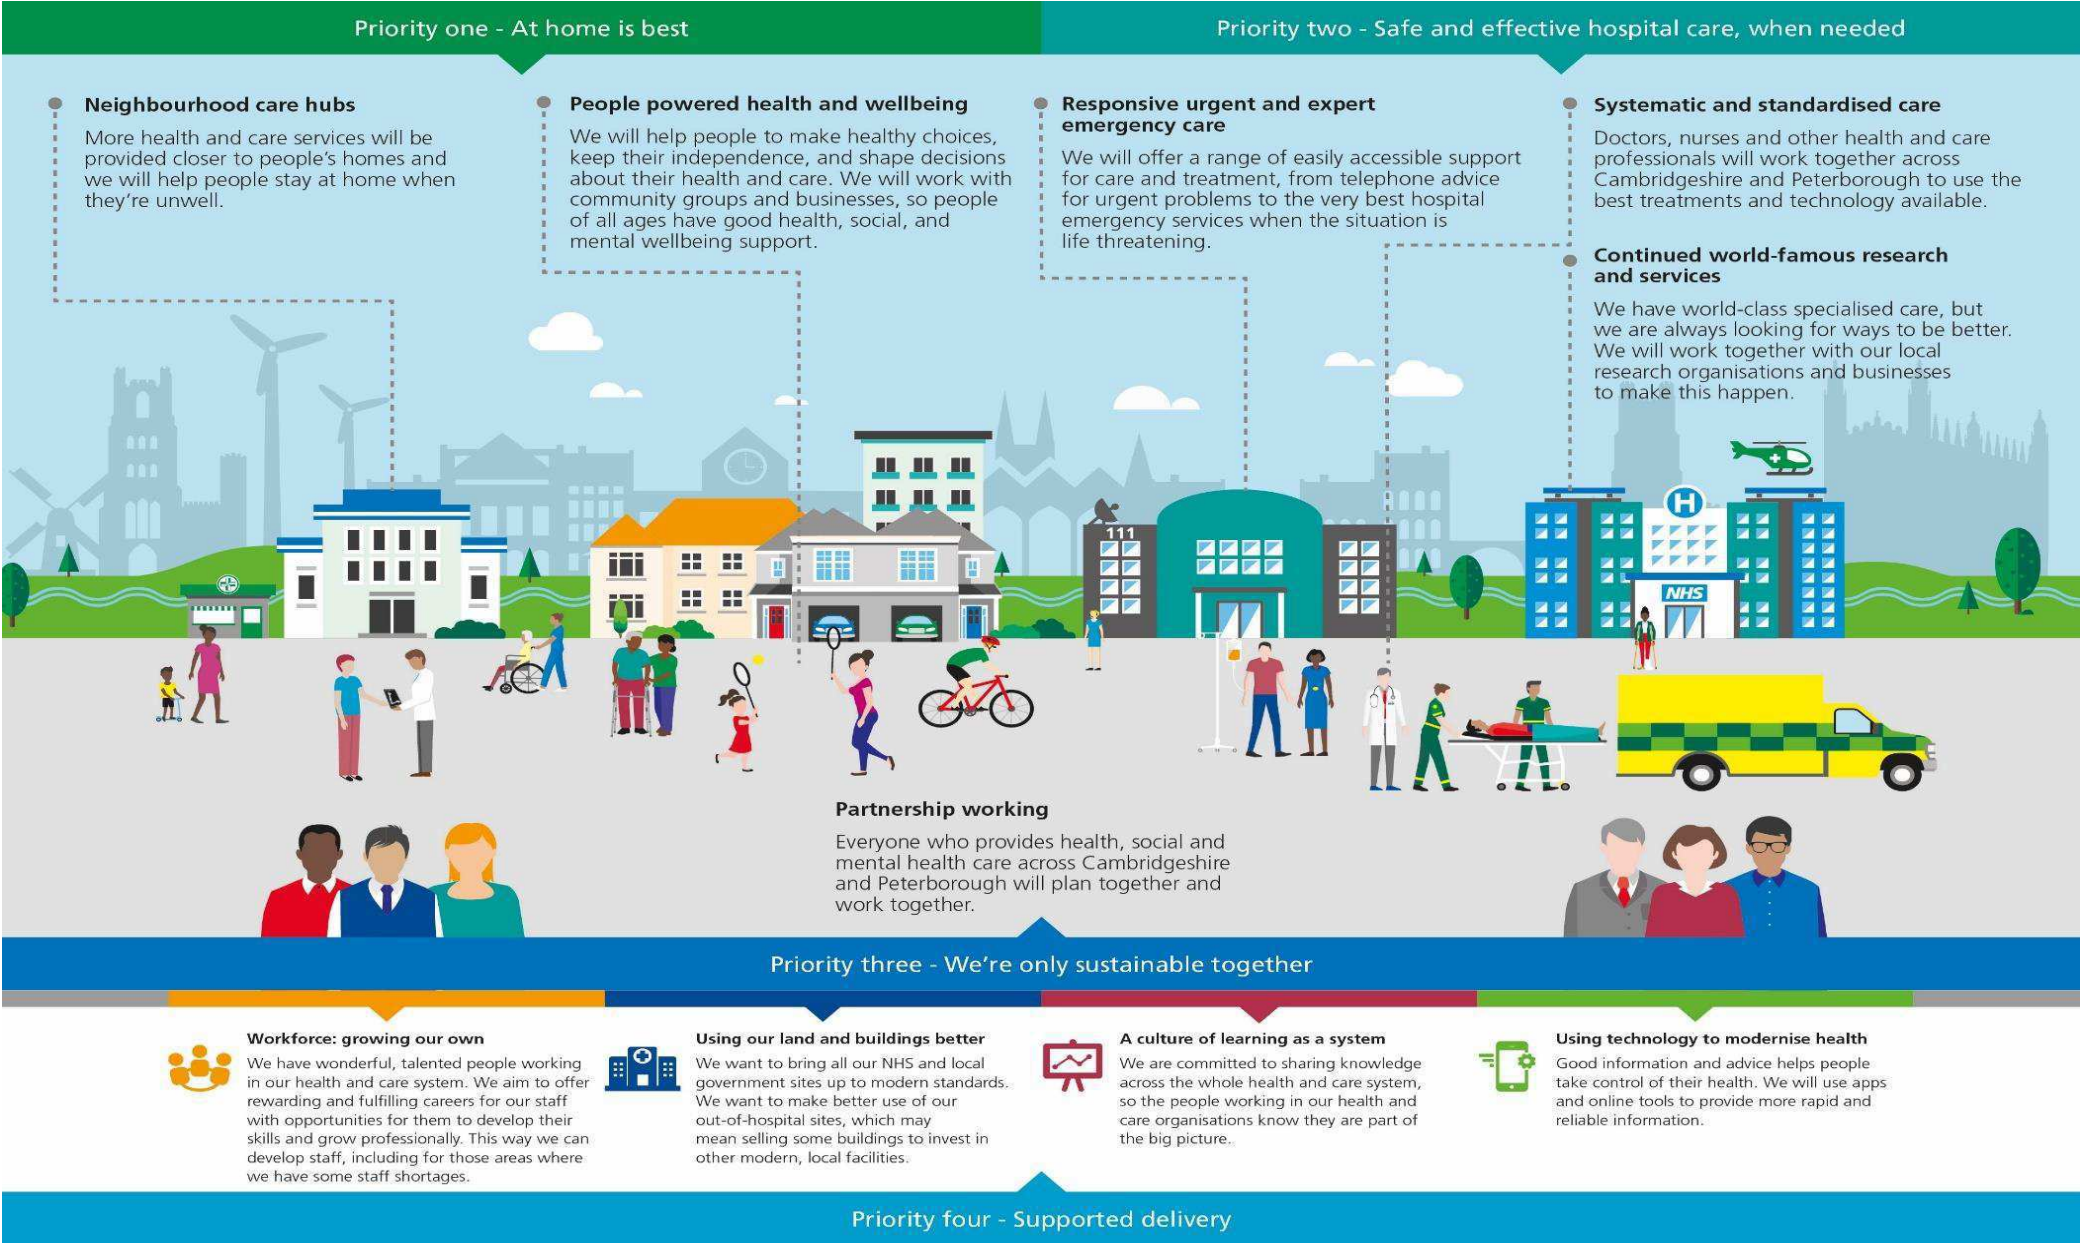 Priority one - At home is best
Priority two - Safe and effective hospital care, when needed
Neighbourhood care hubs
More health and care services will be
provided closer to people's homes and
we will help people stay at home when
they're unwell.
People powered health and wellbeing
We will help people to make healthy choices,
keep their independence, and shape decisions
about their health and care. We will work with
community groups and businesses, so people
of all ages have good health, social, and
mental wellbeing support.
Responsive urgent and expert
emergency care
We will offer a range of easily accessible support
for care and treatment, from telephone advice
for urgent problems to the very best hospital
emergency services when the situation is
life threatening.
Systematic and standardised care
Doctors, nurses and other health and care
professionals will work together across
Cambridgeshire and Peterborough to use the
best treatments and technology available.
Continued world-famous research
and services
We have world-class specialised care, but
we are always looking for ways to be better.
We will work together with our local
research organisations and businesses
to make this happen.
111
H
NHS
Partnership working
Everyone who provides health, social and
mental health care across Cambridgeshire
and Peterborough will plan together and
work together.
Priority three - We're only sustainable together
Workforce: growing our own
We have wonderful, talented people working
in our health and care system. We aim to offer
rewarding and fulfilling careers for our staff
with opportunities for them to develop their
skills and grow professionally. This way we can
develop staff, including for those areas where
we have some staff shortages.
Using our land and buildings better
We want to bring all our NHS and local
government sites up to modern standards.
We want to make better use of our
out-of-hospital sites, which may
mean selling some buildings to invest in
other modern, local facilities.
A culture of learning as a system
We are committed to sharing knowledge
across the whole health and care system,
so the people working in our health and
care organisations know they are part of
the big picture.
Using technology to modernise health
Good information and advice helps people
take control of their health. We will use apps
and online tools to provide more rapid and
reliable information.
Priority four - Supported delivery